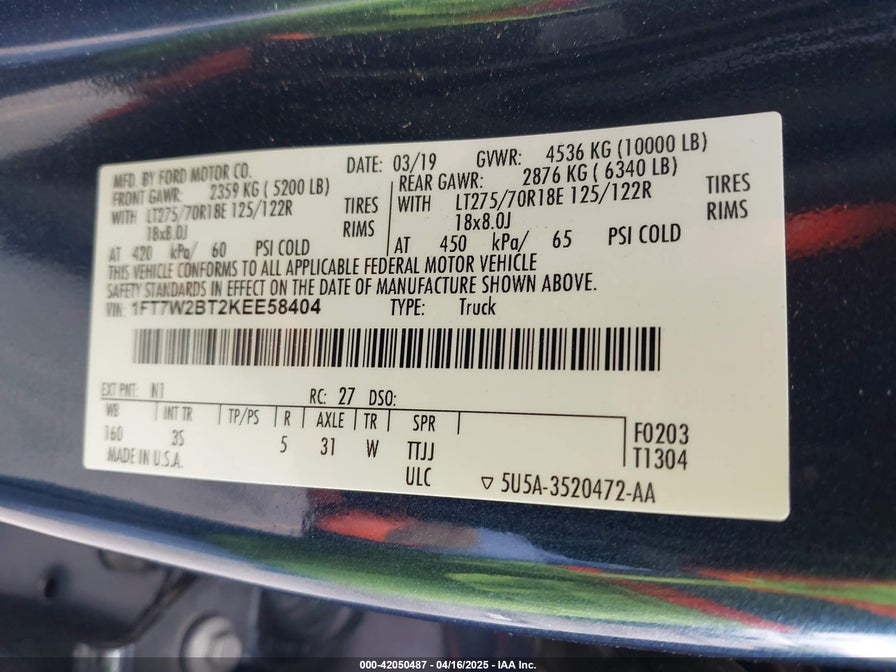 MFD. BY FORD MOTOR CO.
DATE: 03/19 GVWR: 4536 KG (10000 LB)
FRONT GAWR: 2359 KG (5200 LB)
WITH LT275/70R18E 125/122R TIRES
18x8.0J RIMS
AT 420 kPa/ 60 PSI COLD
REAR GAWR: 2876 KG (6340 LB)
WITH LT275/70R18E 125/122R TIRES
18x8.0J RIMS
AT 450 kPa/ 65 PSI COLD
THIS VEHICLE CONFORMS TO ALL APPLICABLE FEDERAL MOTOR VEHICLE
SAFETY STANDARDS IN EFFECT ON THE DATE OF MANUFACTURE SHOWN ABOVE.
VIN: 1FT7W2BT2KEE58404 TYPE: Truck
EXT PNT: N1 RC: 27 DSO:
WB INT TR TP/PS R AXLE TR SPR
160 3S 5 31 W TTJJ
ULC
F0203
T1304
MADE IN U.S.A.
▽ 5U5A-3520472-AA
000-42050487 - 04/16/2025 - IAA Inc.